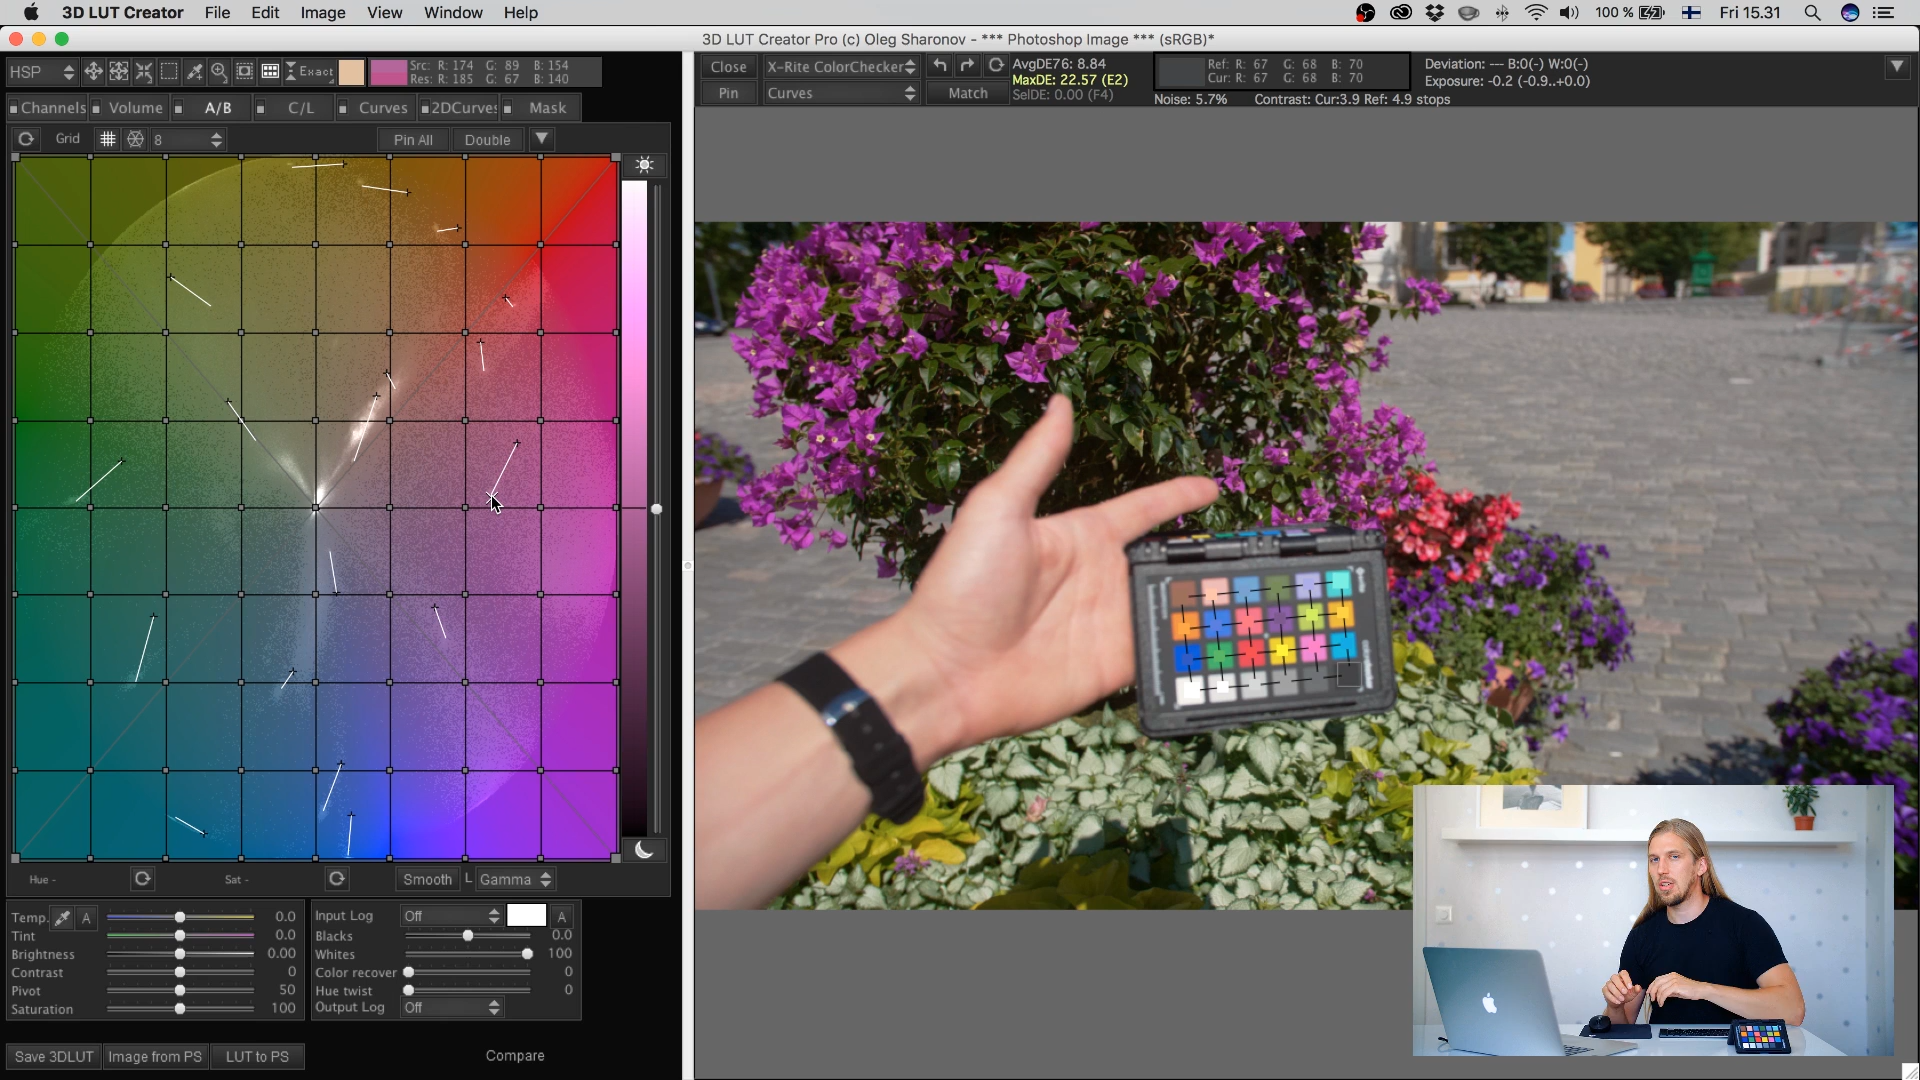 3D LUT Creator File Edit Image View Window Help 100 % Fri 15.31
3D LUT Creator Pro (c) Oleg Sharonov - *** Photoshop Image *** (sRGB)*
HSP Exact Src: R: 174 G: 89 B: 154
Res: R: 185 G: 67 B: 140
Close X-Rite ColorChecker AvgDE76: 8.84 Ref: R: 67 G: 68 B: 70 Deviation: --- B:0(-) W:0(-)
MaxDE: 22.57 (E2) Cur: R: 67 G: 68 B: 70 Exposure: -0.2 (-0.9..+0.0)
Pin Curves Match SelDE: 0.00 (F4) Noise: 5.7% Contrast: Cur:3.9 Ref: 4.9 stops
Channels Volume A/B C/L Curves 2DCurves Mask
Grid 8 Pin All Double
Hue - Sat - Smooth L Gamma
Temp. A 0.0 Input Log Off A
Tint 0.0 Blacks 0.0
Brightness 0.00 Whites 100
Contrast 0 Color recover 0
Pivot 50 Hue twist 0
Saturation 100 Output Log Off
Save 3DLUT Image from PS LUT to PS Compare